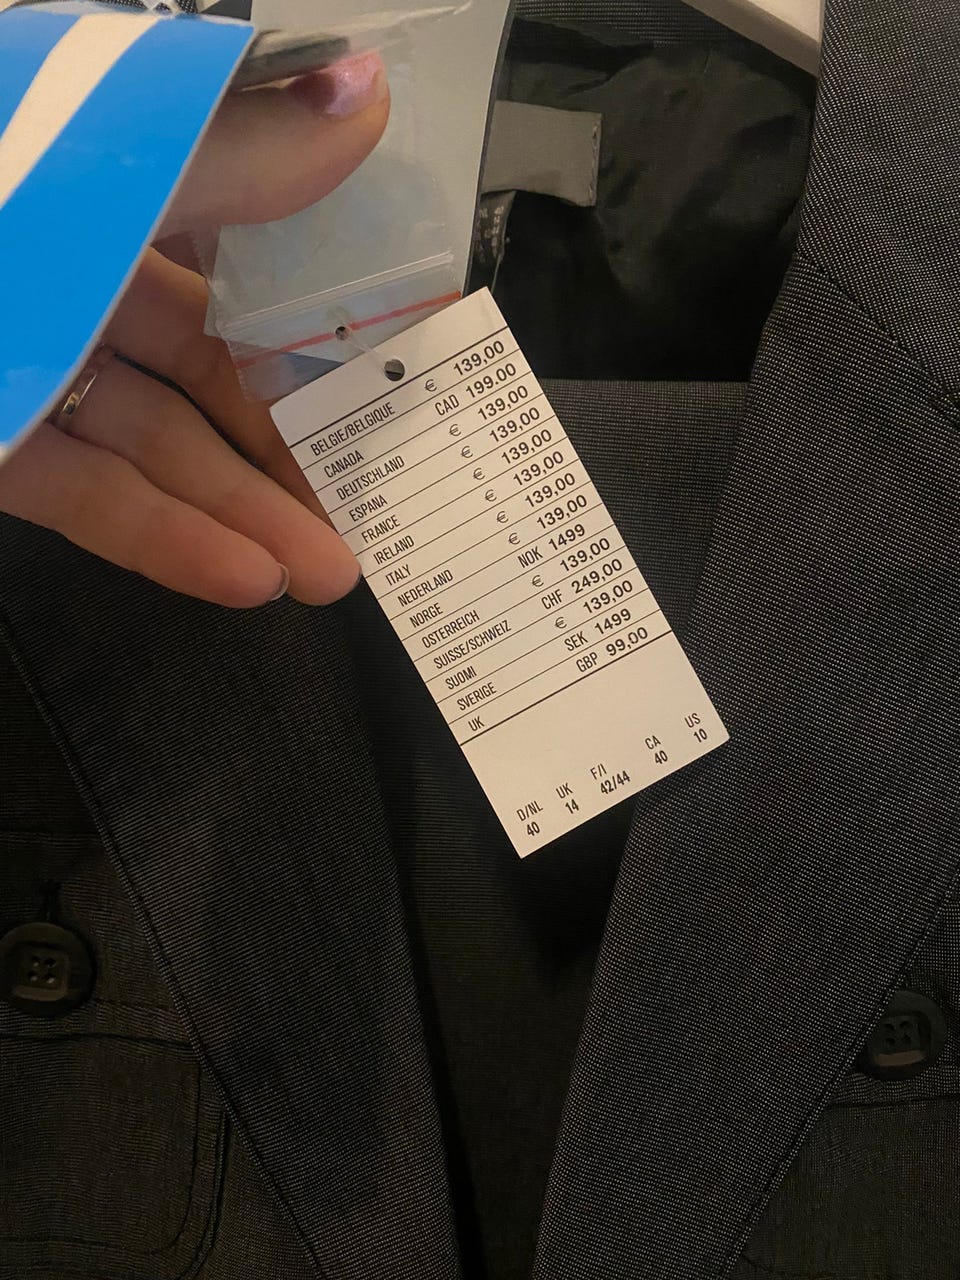 BELGIE/BELGIQUE € 139,00
CANADA CAD 199.00
DEUTSCHLAND € 139,00
ESPANA € 139,00
FRANCE € 139,00
IRELAND € 139,00
ITALY € 139,00
NEDERLAND € 139,00
NORGE NOK 1499
OSTERREICH € 139,00
SUISSE/SCHWEIZ CHF 249,00
SUOMI € 139,00
SVERIGE SEK 1499
UK GBP 99,00
D/NL UK F/I CA US
40 14 42/44 40 10